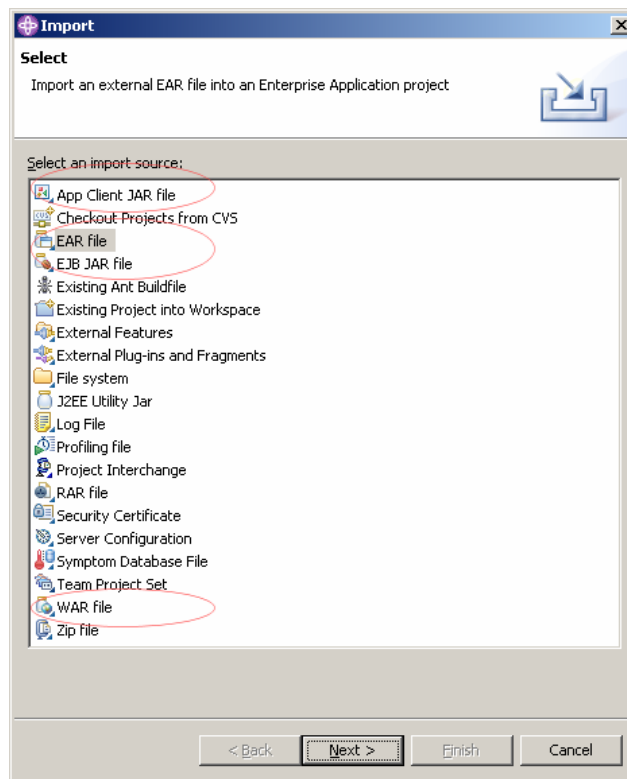 Import
Select
Import an external EAR file into an Enterprise Application project
Select an import source:
App Client JAR file
Checkout Projects from CVS
EAR file
EJB JAR file
Existing Ant Buildfile
Existing Project into Workspace
External Features
External Plug-ins and Fragments
File system
J2EE Utility Jar
Log File
Profiling file
Project Interchange
RAR file
Security Certificate
Server Configuration
Symptom Database File
Team Project Set
WAR file
Zip file
< Back Next > Finish Cancel